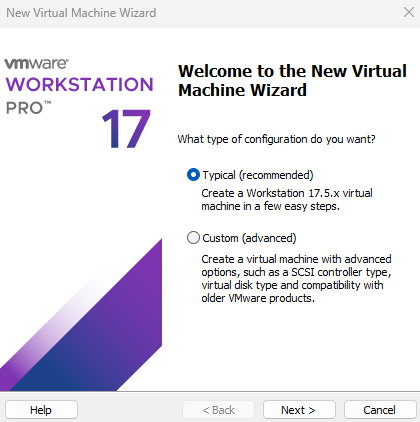 New Virtual Machine Wizard
vmware
WORKSTATION
PRO™
17
Welcome to the New Virtual
Machine Wizard
What type of configuration do you want?
Typical (recommended)
Create a Workstation 17.5.x virtual
machine in a few easy steps.
Custom (advanced)
Create a virtual machine with advanced
options, such as a SCSI controller type,
virtual disk type and compatibility with
older VMware products.
Help
< Back
Next >
Cancel